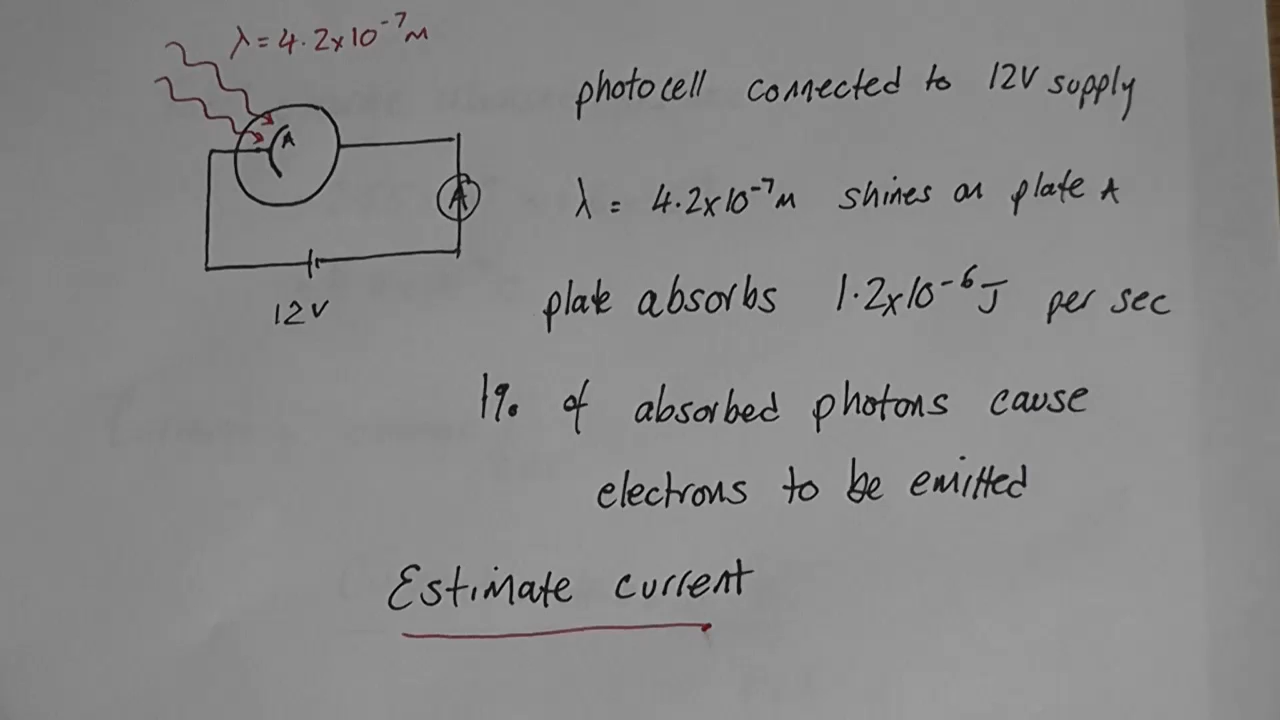 λ = 4.2x10⁻⁷m
photocell connected to 12V supply
A
λ = 4.2x10⁻⁷m shines on plate A
A
plate absorbs 1.2x10⁻⁶J per sec
12V
1% of absorbed photons cause
electrons to be emitted
Estimate current